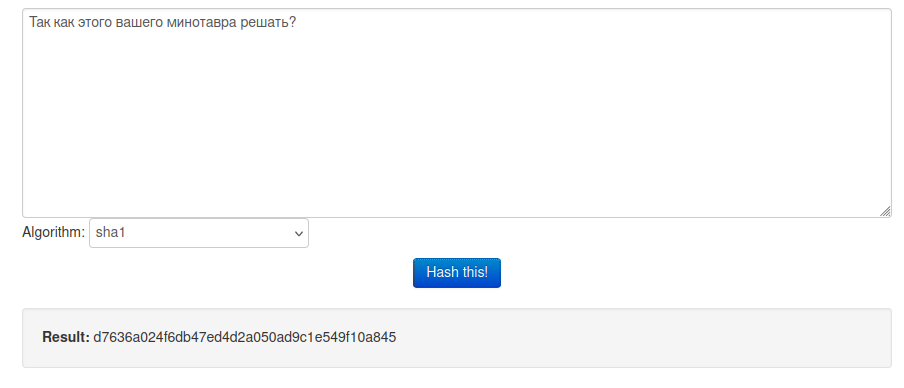 Так как этого вашего минотавра решать?
Algorithm: sha1
Hash this!
Result: d7636a024f6db47ed4d2a050ad9c1e549f10a845